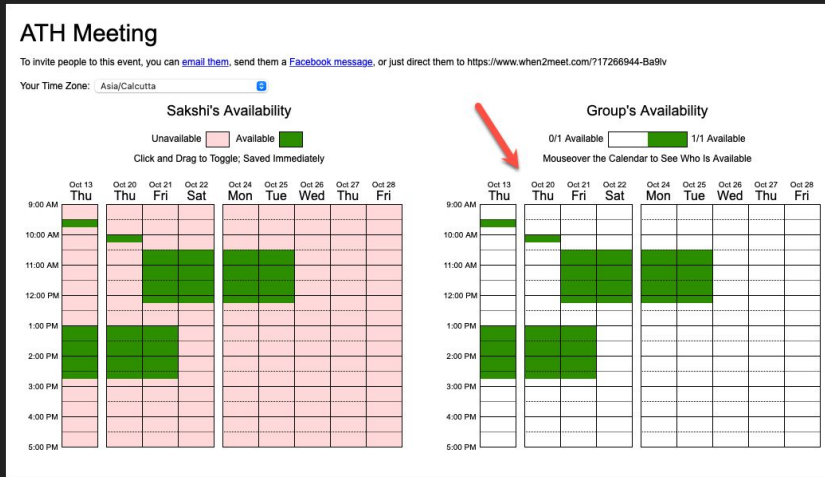 ATH Meeting
To invite people to this event, you can email them, send them a Facebook message, or just direct them to https://www.when2meet.com/?17266944-Ba9lv
Your Time Zone: Asia/Calcutta
Sakshi's Availability
Unavailable Available
Click and Drag to Toggle; Saved Immediately
Oct 13 Oct 20 Oct 21 Oct 22 Oct 24 Oct 25 Oct 26 Oct 27 Oct 28
Thu Thu Fri Sat Mon Tue Wed Thu Fri
9:00 AM
10:00 AM
11:00 AM
12:00 PM
1:00 PM
2:00 PM
3:00 PM
4:00 PM
5:00 PM
Group's Availability
0/1 Available 1/1 Available
Mouseover the Calendar to See Who Is Available
Oct 13 Oct 20 Oct 21 Oct 22 Oct 24 Oct 25 Oct 26 Oct 27 Oct 28
Thu Thu Fri Sat Mon Tue Wed Thu Fri
9:00 AM
10:00 AM
11:00 AM
12:00 PM
1:00 PM
2:00 PM
3:00 PM
4:00 PM
5:00 PM